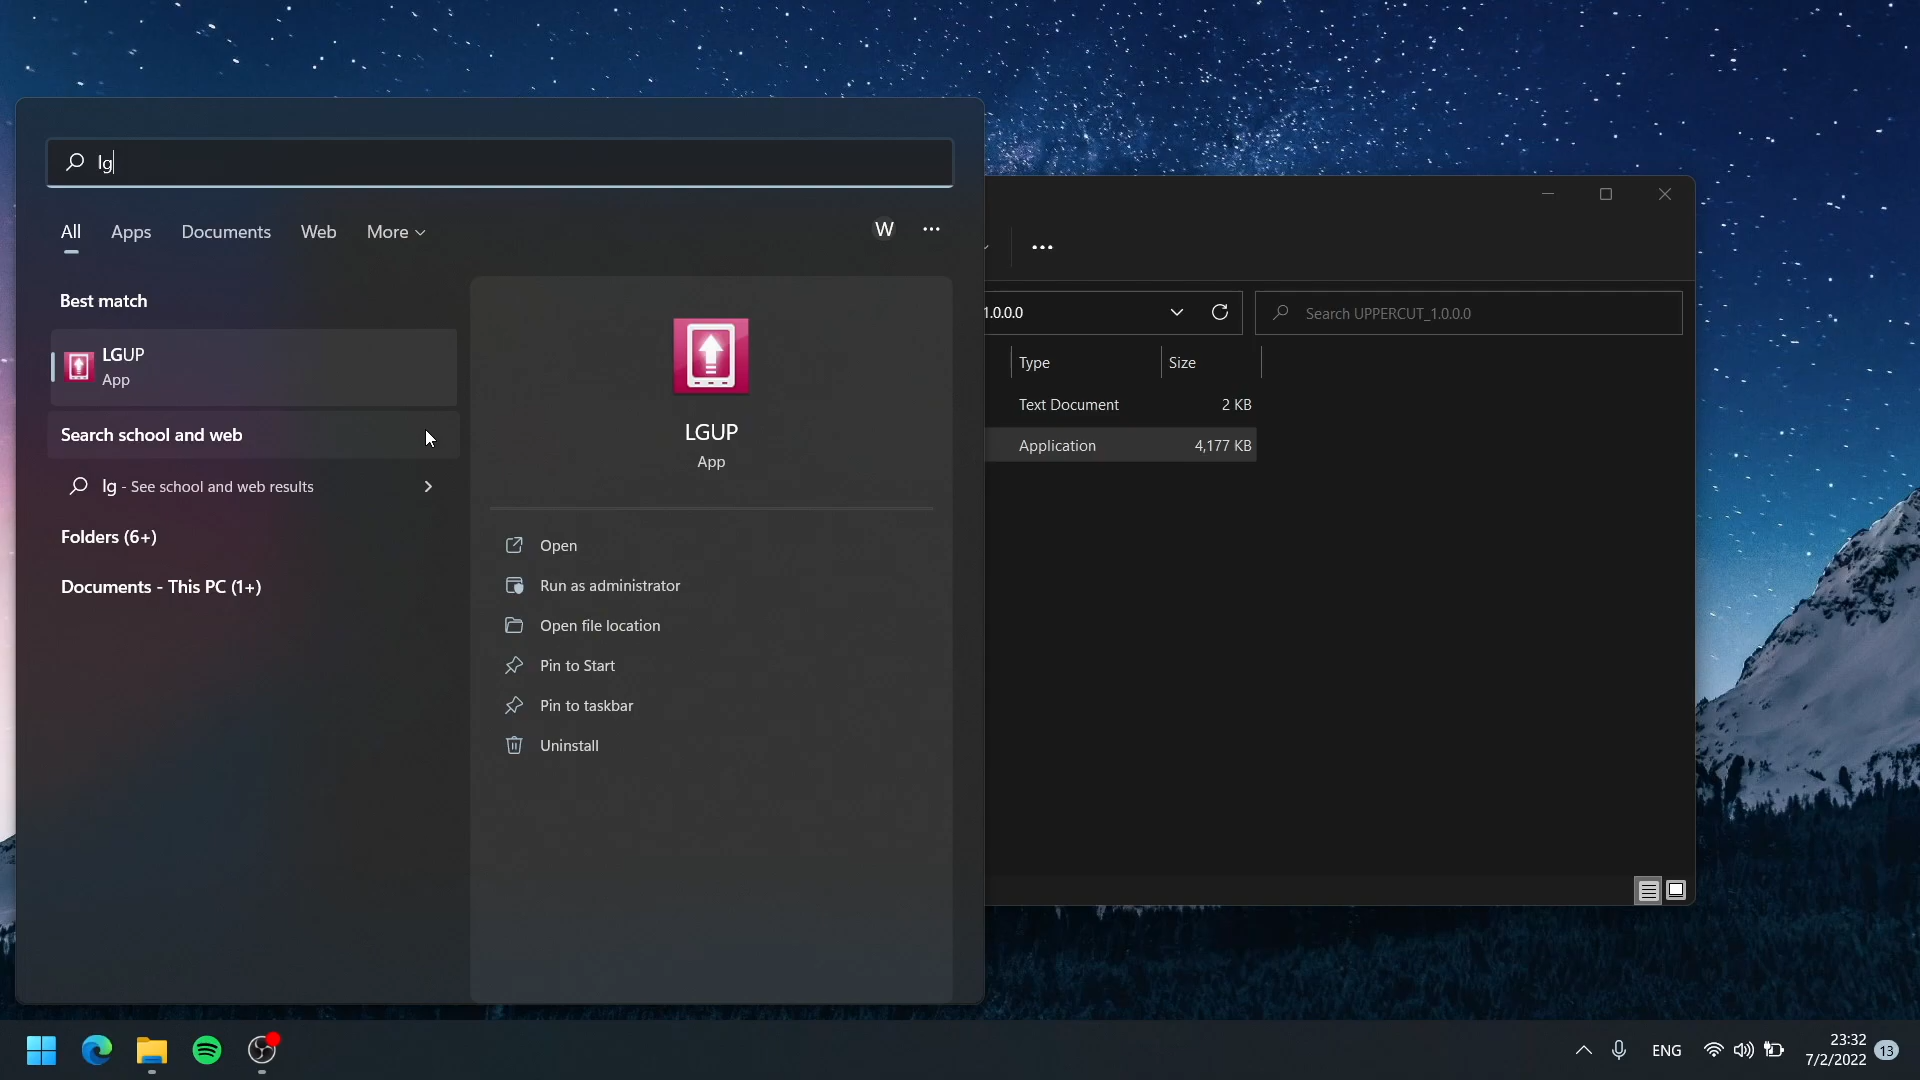 lg
All Apps Documents Web More
W
Best match
LGUP
App
Search school and web
lg - See school and web results
Folders (6+)
Documents - This PC (1+)
LGUP
App
Open
Run as administrator
Open file location
Pin to Start
Pin to taskbar
Uninstall
1.0.0.0
Search UPPERCUT_1.0.0.0
Type Size
Text Document 2 KB
Application 4,177 KB
ENG
23:32
7/2/2022
13